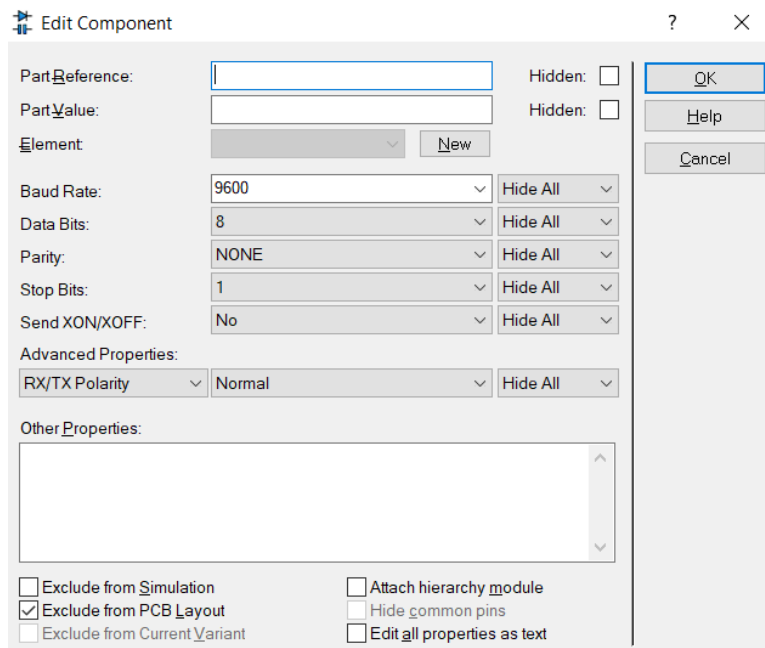 Edit Component ? X
Part Reference: Hidden: OK
Part Value: Hidden: Help
Element: New Cancel
Baud Rate: 9600 Hide All
Data Bits: 8 Hide All
Parity: NONE Hide All
Stop Bits: 1 Hide All
Send XON/XOFF: No Hide All
Advanced Properties:
RX/TX Polarity Normal Hide All
Other Properties:
Exclude from Simulation Attach hierarchy module
Exclude from PCB Layout Hide common pins
Exclude from Current Variant Edit all properties as text